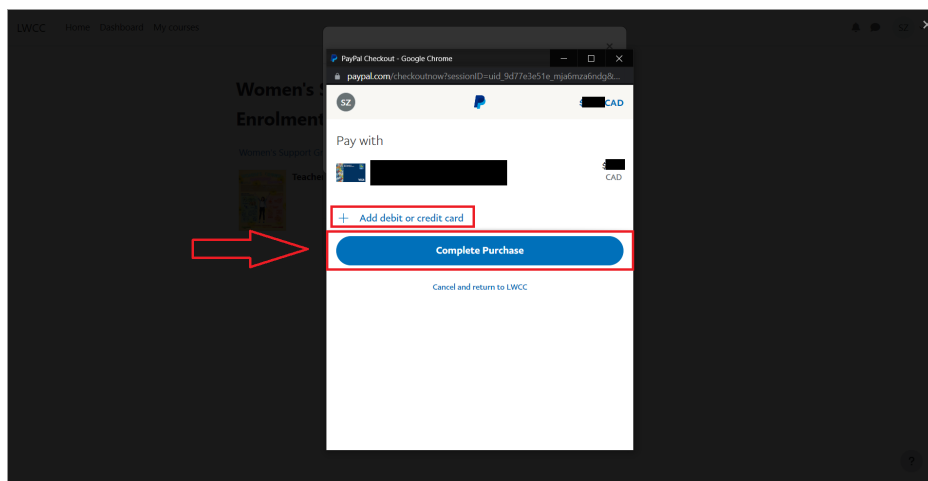 LWCC Home Dashboard My courses SZ
PayPal Checkout - Google Chrome
paypal.com/checkoutnow?sessionID=uid_9d77e3e51e_mja6mza6ndg&...
Women's
SZ
CAD
Enrolment
Pay with
Women's Support
CAD
Teache
+ Add debit or credit card
Complete Purchase
Cancel and return to LWCC
?